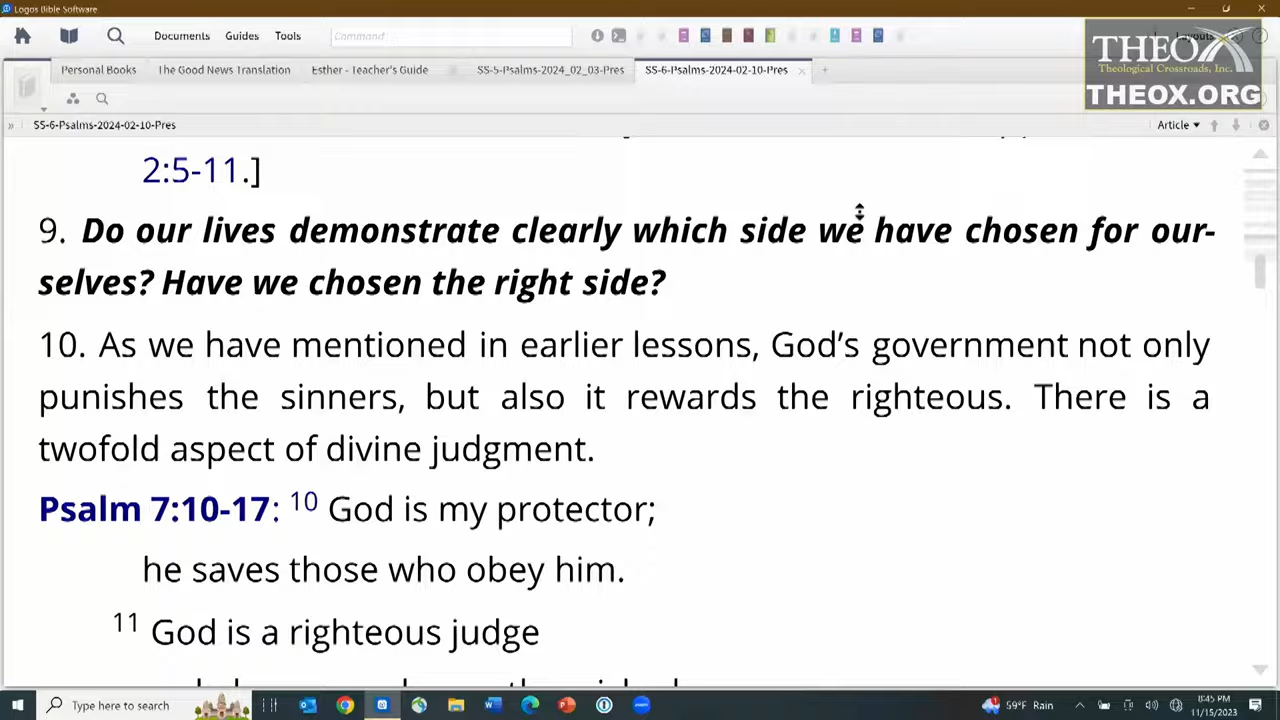 Logos Bible Software
Documents Guides Tools Command
THEOX
Theological Crossroads, Inc.
THEOX.ORG
Personal Books The Good News Translation Esther - Teacher's SS-5-Psalms-2024_02_03-Pres SS-6-Psalms-2024-02-10-Pres
SS-6-Psalms-2024-02-10-Pres Article
2:5-11.]
9. Do our lives demonstrate clearly which side we have chosen for our-
selves? Have we chosen the right side?
10. As we have mentioned in earlier lessons, God’s government not only
punishes the sinners, but also it rewards the righteous. There is a
twofold aspect of divine judgment.
Psalm 7:10-17: 10 God is my protector;
he saves those who obey him.
11 God is a righteous judge
Type here to search 59°F Rain 8:45 PM
11/15/2023